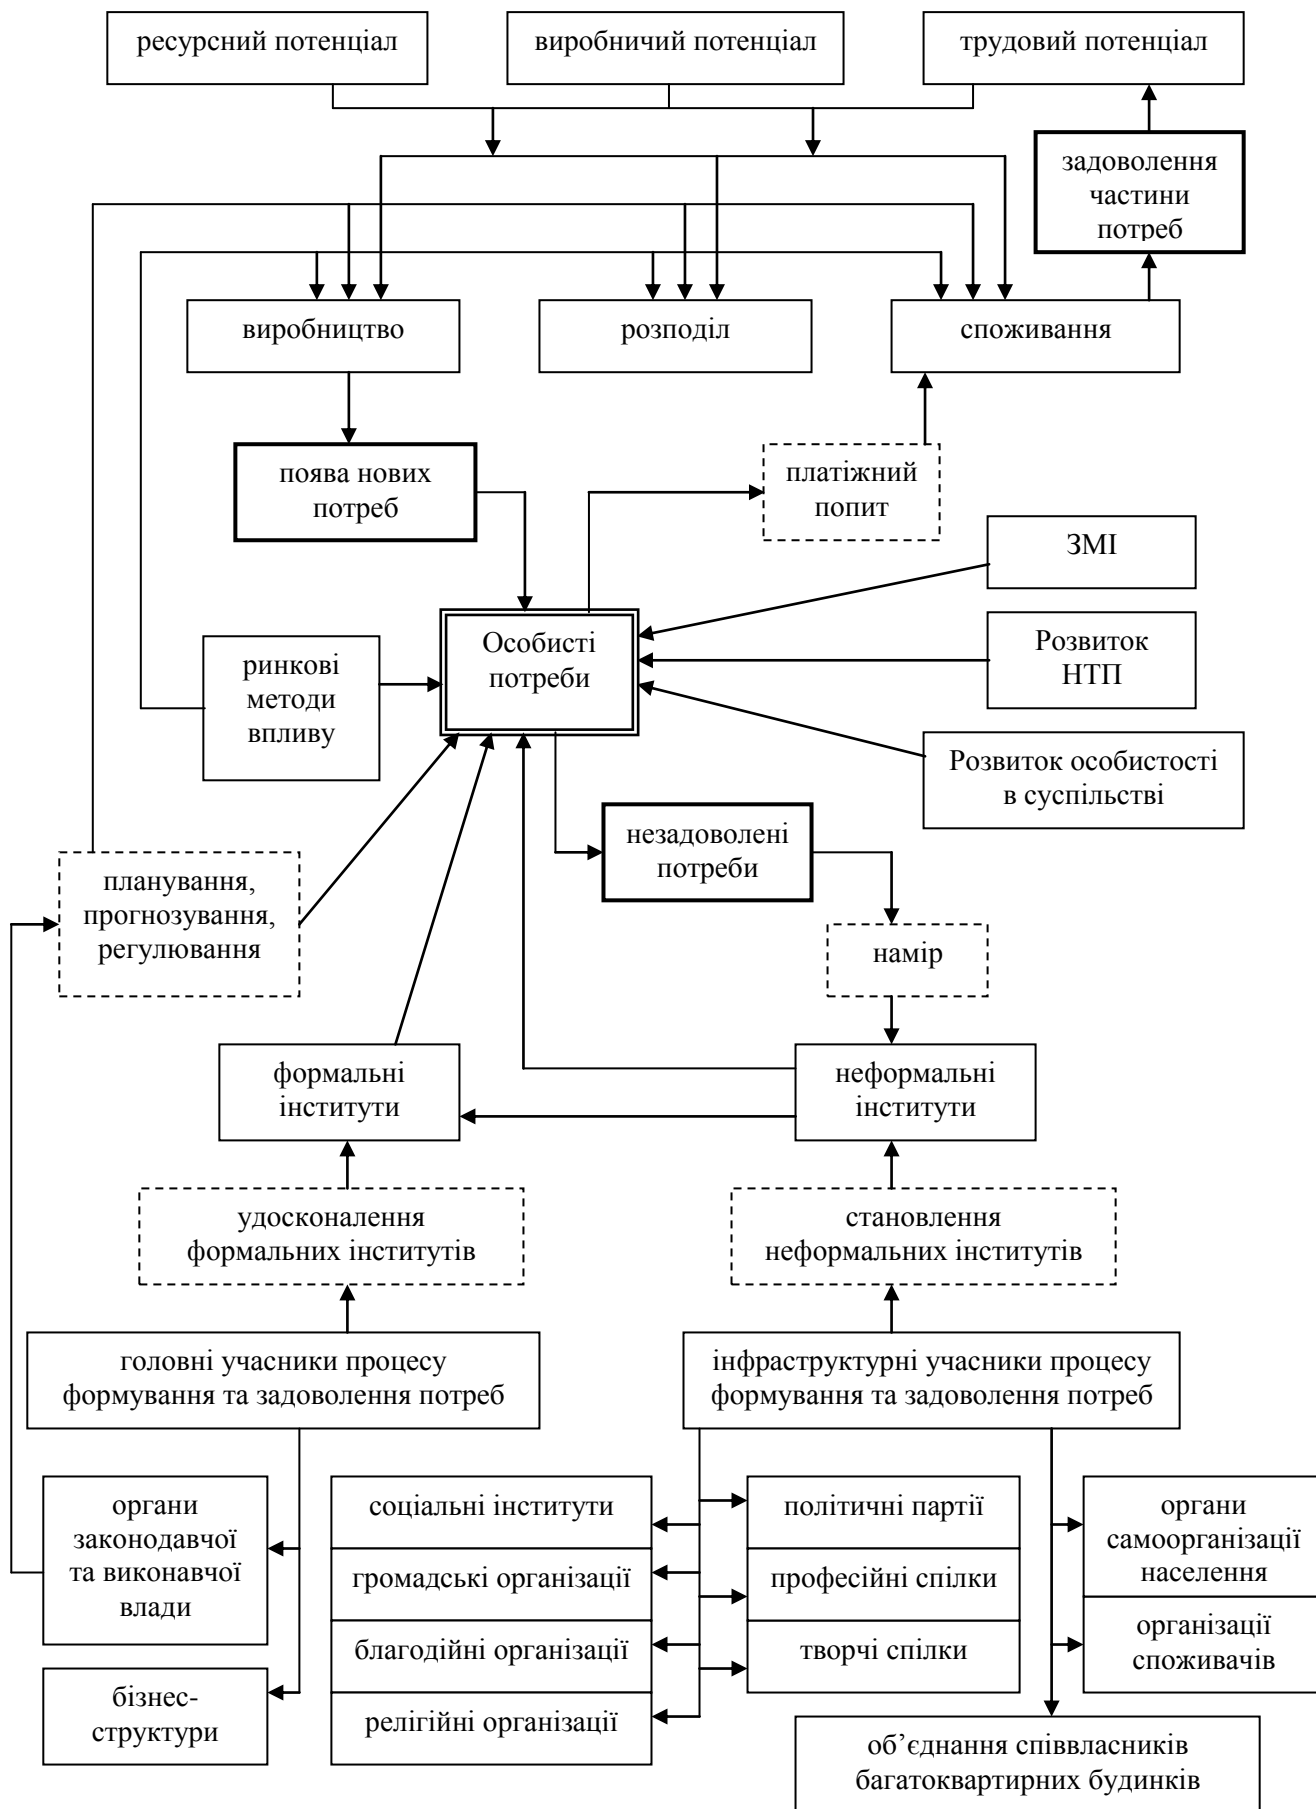 ресурсний потенціал
виробничий потенціал
трудовий потенціал
задоволення
частини
потреб
виробництво
розподіл
споживання
поява нових
потреб
платіжний
попит
ЗМІ
Особисті
потреби
Розвиток
НТП
ринкові
методи
впливу
Розвиток особистості
в суспільстві
незадоволені
потреби
планування,
прогнозування,
регулювання
намір
формальні
інститути
неформальні
інститути
удосконалення
формальних інститутів
становлення
неформальних інститутів
головні учасники процесу
формування та задоволення потреб
інфраструктурні учасники процесу
формування та задоволення потреб
органи
законодавчої
та виконавчої
влади
бізнес-
структури
соціальні інститути
громадські організації
благодійні організації
релігійні організації
політичні партії
професійні спілки
творчі спілки
органи
самоорганізації
населення
організації
споживачів
об’єднання співвласників
багатоквартирних будинків